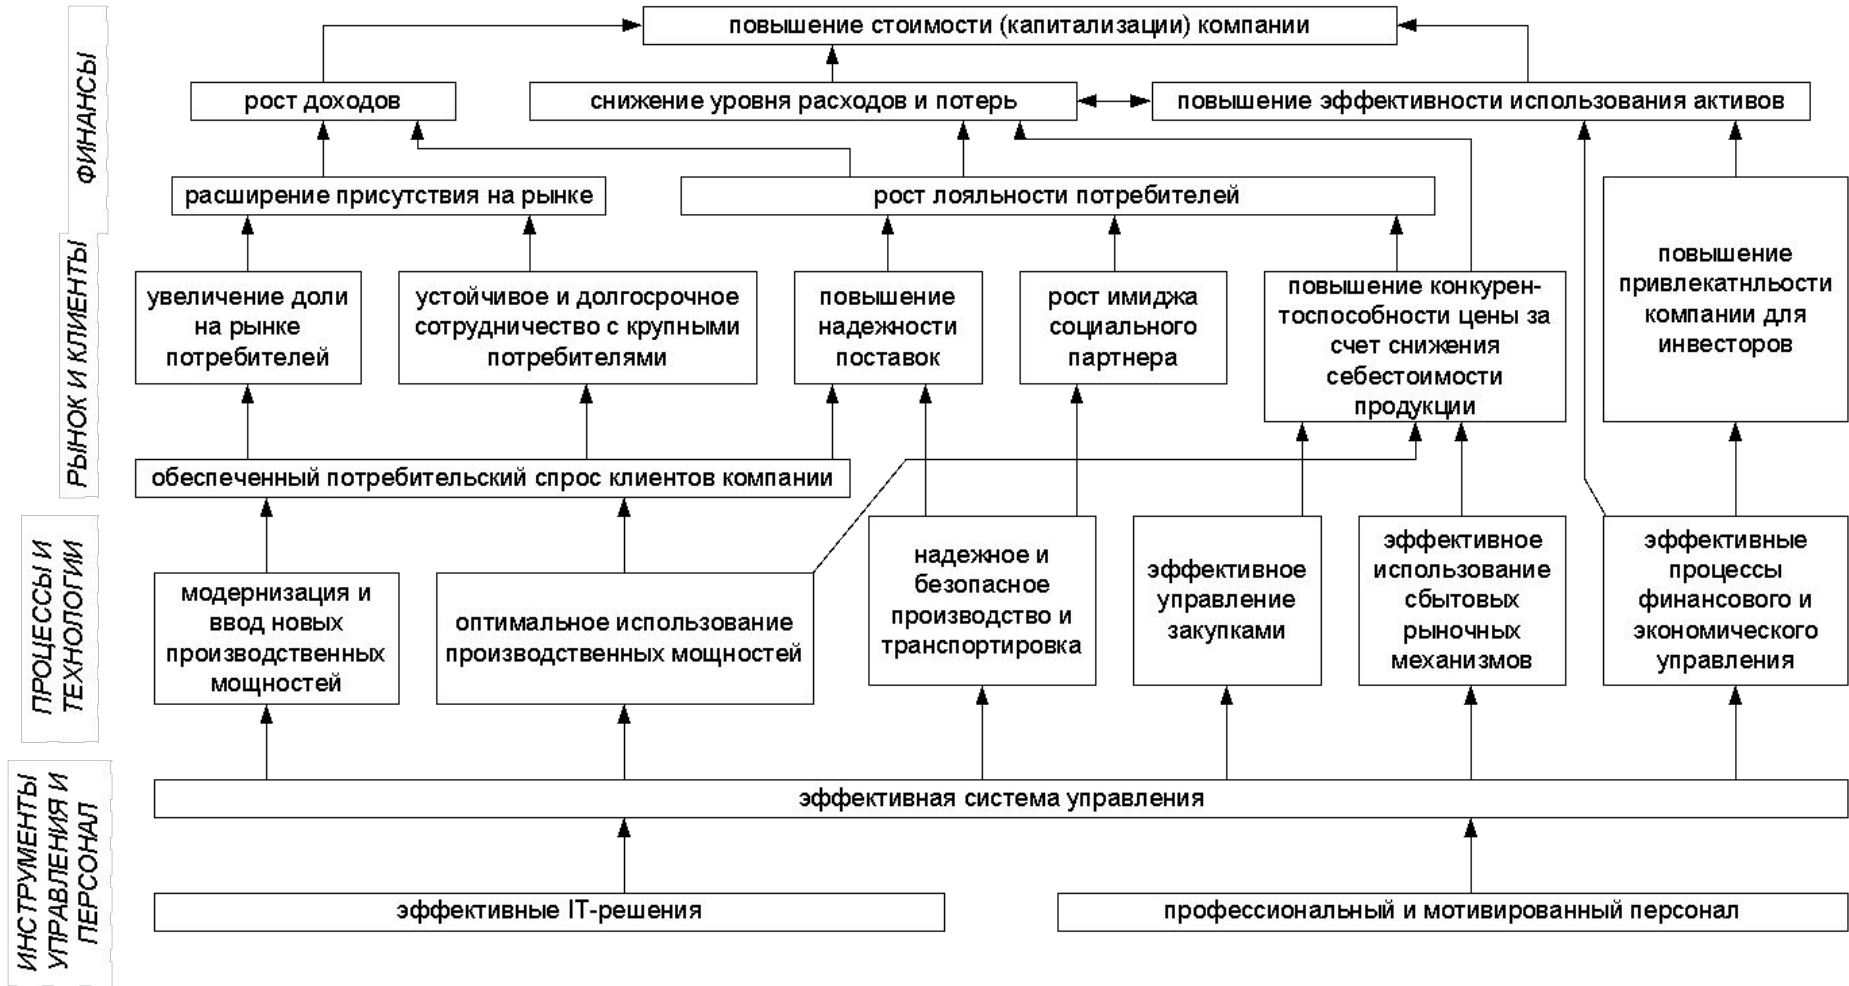 повышение стоимости (капитализации) компании
ФИНАНСЫ
рост доходов
снижение уровня расходов и потерь
повышение эффективности использования активов
расширение присутствия на рынке
рост лояльности потребителей
РЫНОК И КЛИЕНТЫ
увеличение доли
на рынке
потребителей
устойчивое и долгосрочное
сотрудничество с крупными
потребителями
повышение
надежности
поставок
рост имиджа
социального
партнера
повышение конкурен-
тоспособности цены за
счет снижения
себестоимости
продукции
повышение
привлекатнльости
компании для
инвесторов
обеспеченный потребительский спрос клиентов компании
ПРОЦЕССЫ И
ТЕХНОЛОГИИ
модернизация и
ввод новых
производственных
мощностей
оптимальное использование
производственных мощностей
надежное и
безопасное
производство и
транспортировка
эффективное
управление
закупками
эффективное
использование
сбытовых
рыночных
механизмов
эффективные
процессы
финансового и
экономического
управления
ИНСТРУМЕНТЫ
УПРАВЛЕНИЯ И
ПЕРСОНАЛ
эффективная система управления
эффективные IT-решения
профессиональный и мотивированный персонал